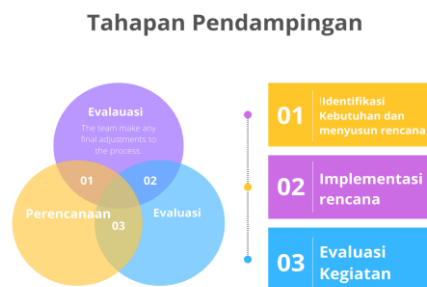 Tahapan Pendampingan
Evalauasi
The team make any
final adjustments to
the process.
01
02
Perencanaan
Evaluasi
03
01
Identifikasi
Kebutuhan dan
menyusun rencana
02
Implementasi
rencana
03
Evaluasi
Kegiatan